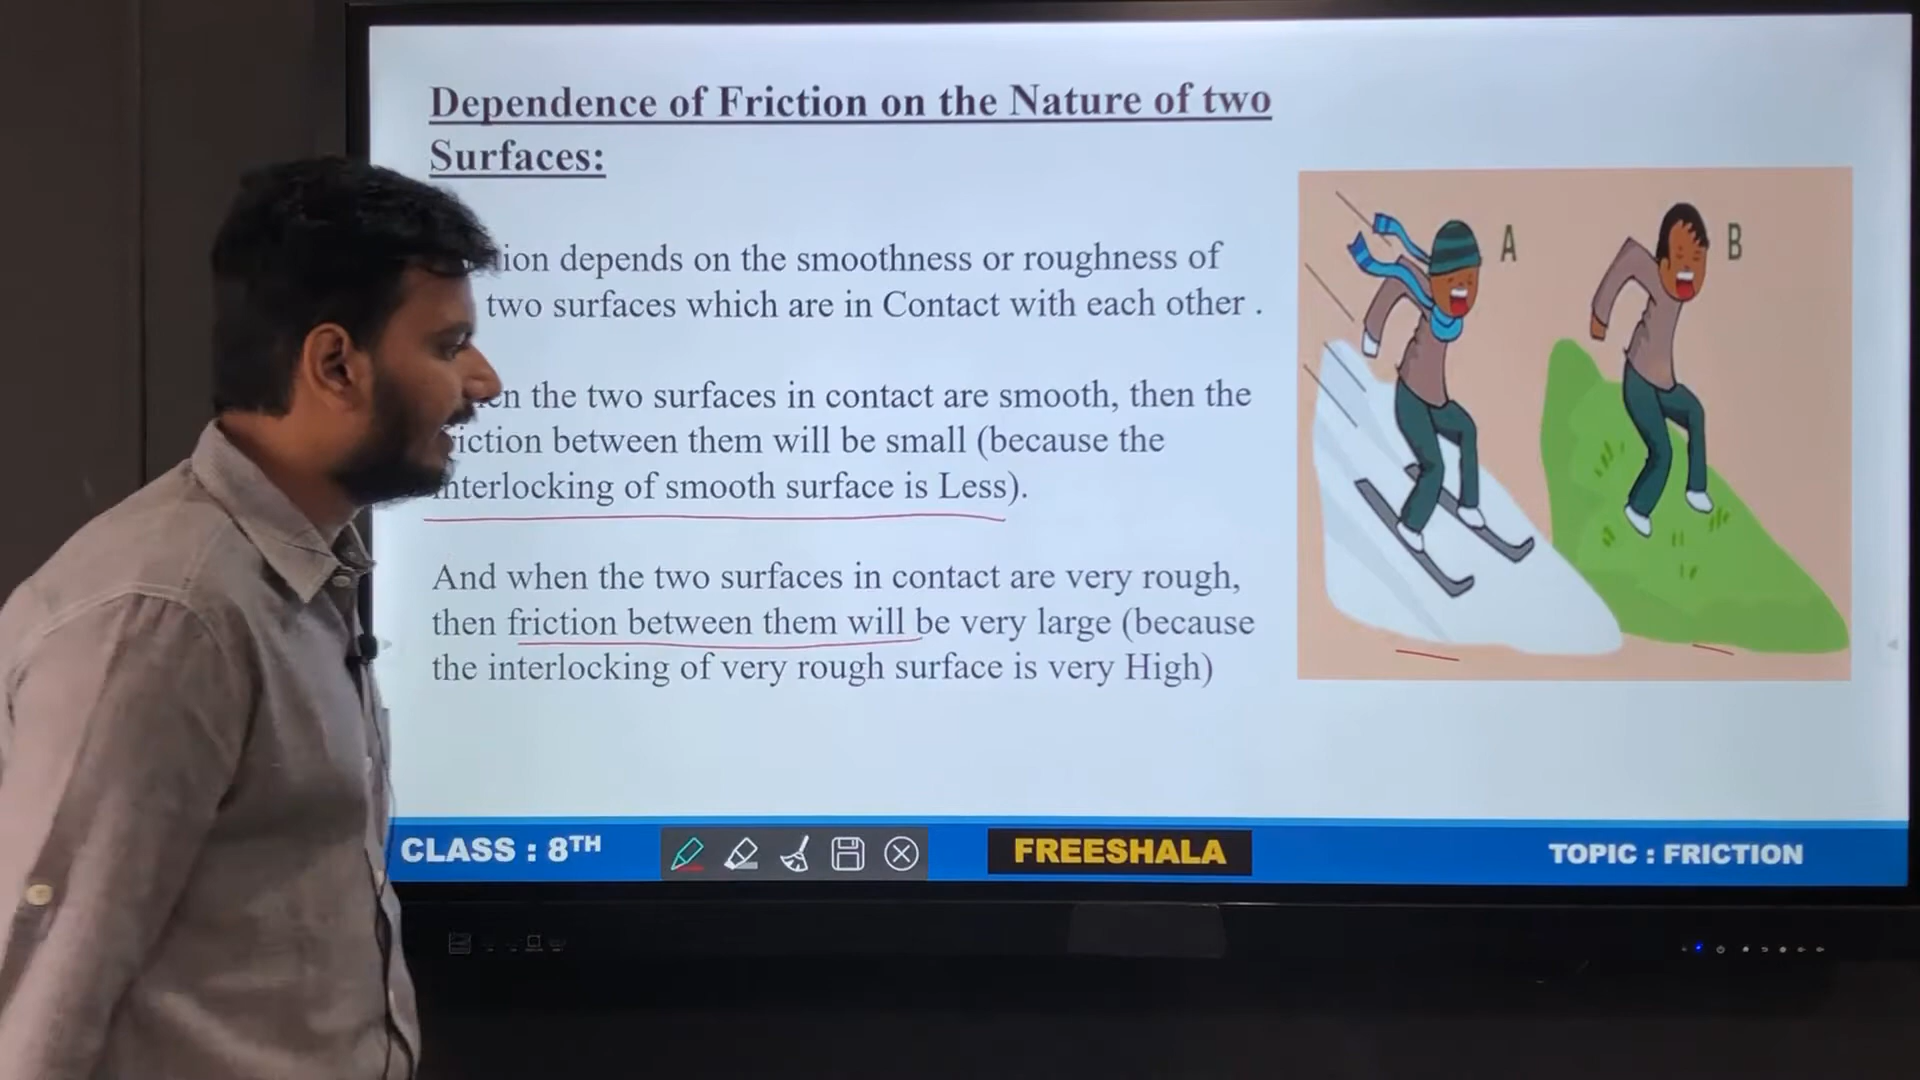 Dependence of Friction on the Nature of two
Surfaces:
depends on the smoothness or roughness of
two surfaces which are in Contact with each other .
the two surfaces in contact are smooth, then the
between them will be small (because the
interlocking of smooth surface is Less).
And when the two surfaces in contact are very rough,
then friction between them will be very large (because
the interlocking of very rough surface is very High)
A
B
CLASS : 8TH
FREESHALA
TOPIC : FRICTION